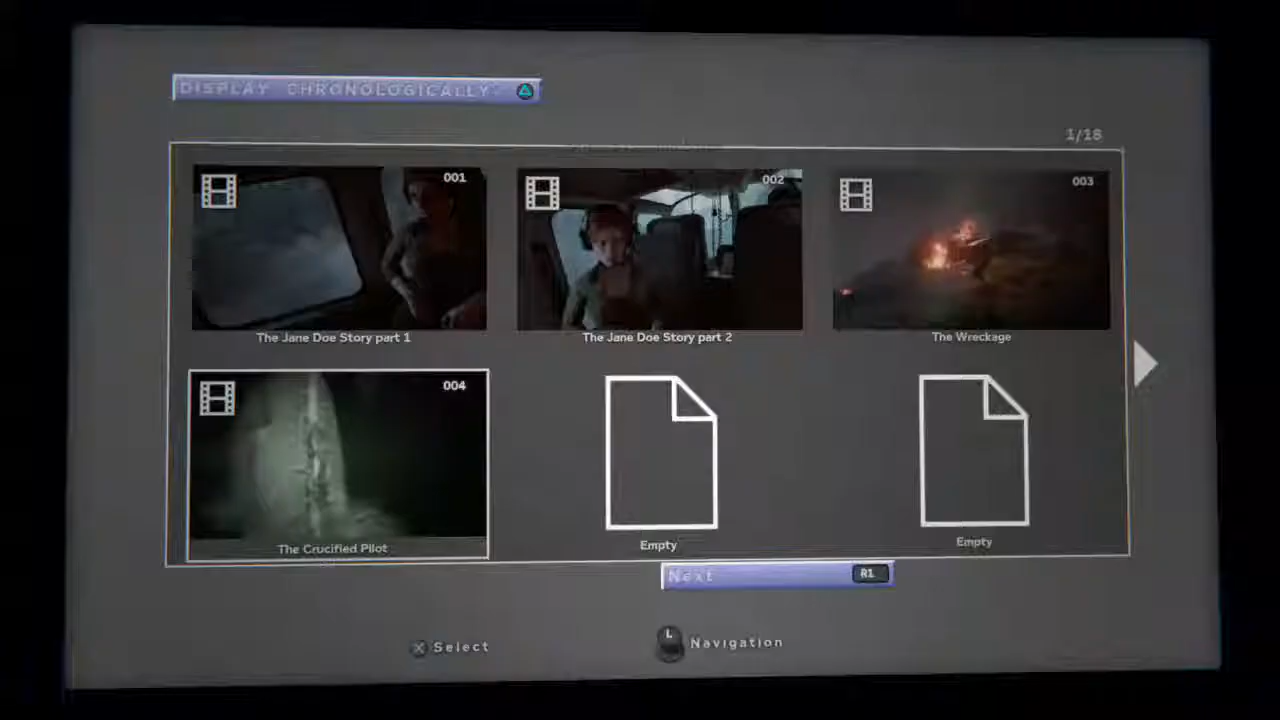 DISPLAY CHRONOLOGICALLY
1/18
001
002
003
The Jane Doe Story part 1
The Jane Doe Story part 2
The Wreckage
004
The Crucified Pilot
Empty
Empty
Next
R1
X Select
L Navigation